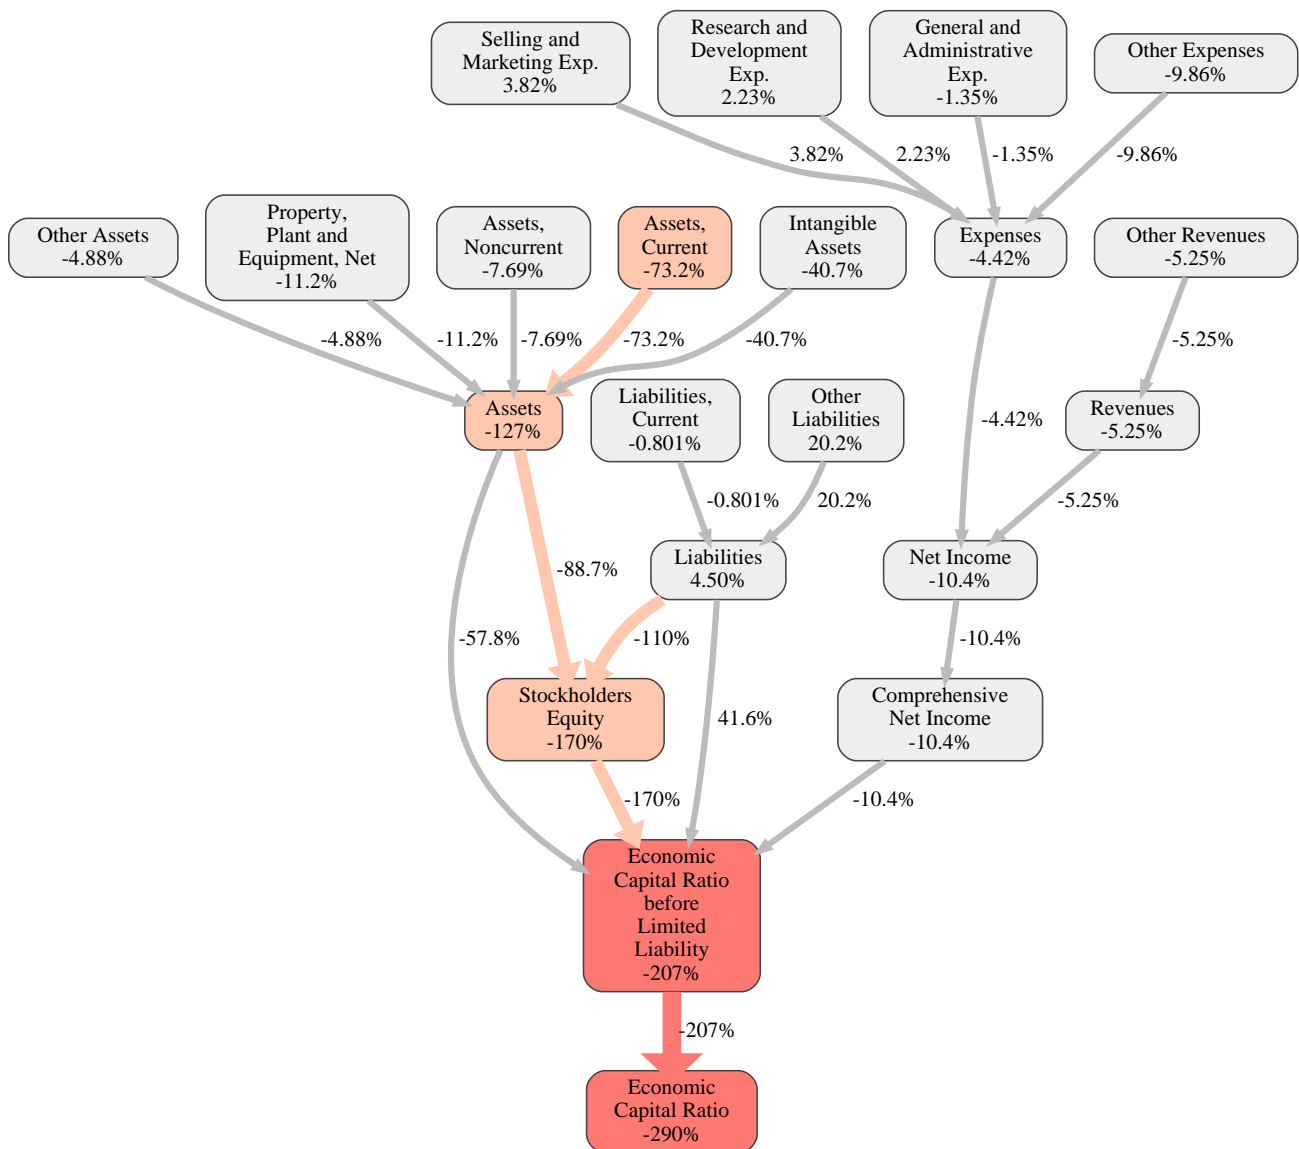 Selling and
Marketing Exp.
3.82%
Research and
Development
Exp.
2.23%
General and
Administrative
Exp.
-1.35%
Other Expenses
-9.86%
3.82%
2.23%
-1.35%
-9.86%
Other Assets
-4.88%
Property,
Plant and
Equipment, Net
-11.2%
Assets,
Noncurrent
-7.69%
Assets,
Current
-73.2%
Intangible
Assets
-40.7%
Expenses
-4.42%
Other Revenues
-5.25%
-4.88%
-11.2%
-7.69%
-73.2%
-40.7%
-5.25%
Assets
-127%
Liabilities,
Current
-0.801%
Other
Liabilities
20.2%
-4.42%
Revenues
-5.25%
-0.801%
20.2%
-5.25%
-88.7%
Liabilities
4.50%
Net Income
-10.4%
-57.8%
-110%
-10.4%
Stockholders
Equity
-170%
41.6%
Comprehensive
Net Income
-10.4%
-170%
-10.4%
Economic
Capital Ratio
before
Limited
Liability
-207%
-207%
Economic
Capital Ratio
-290%